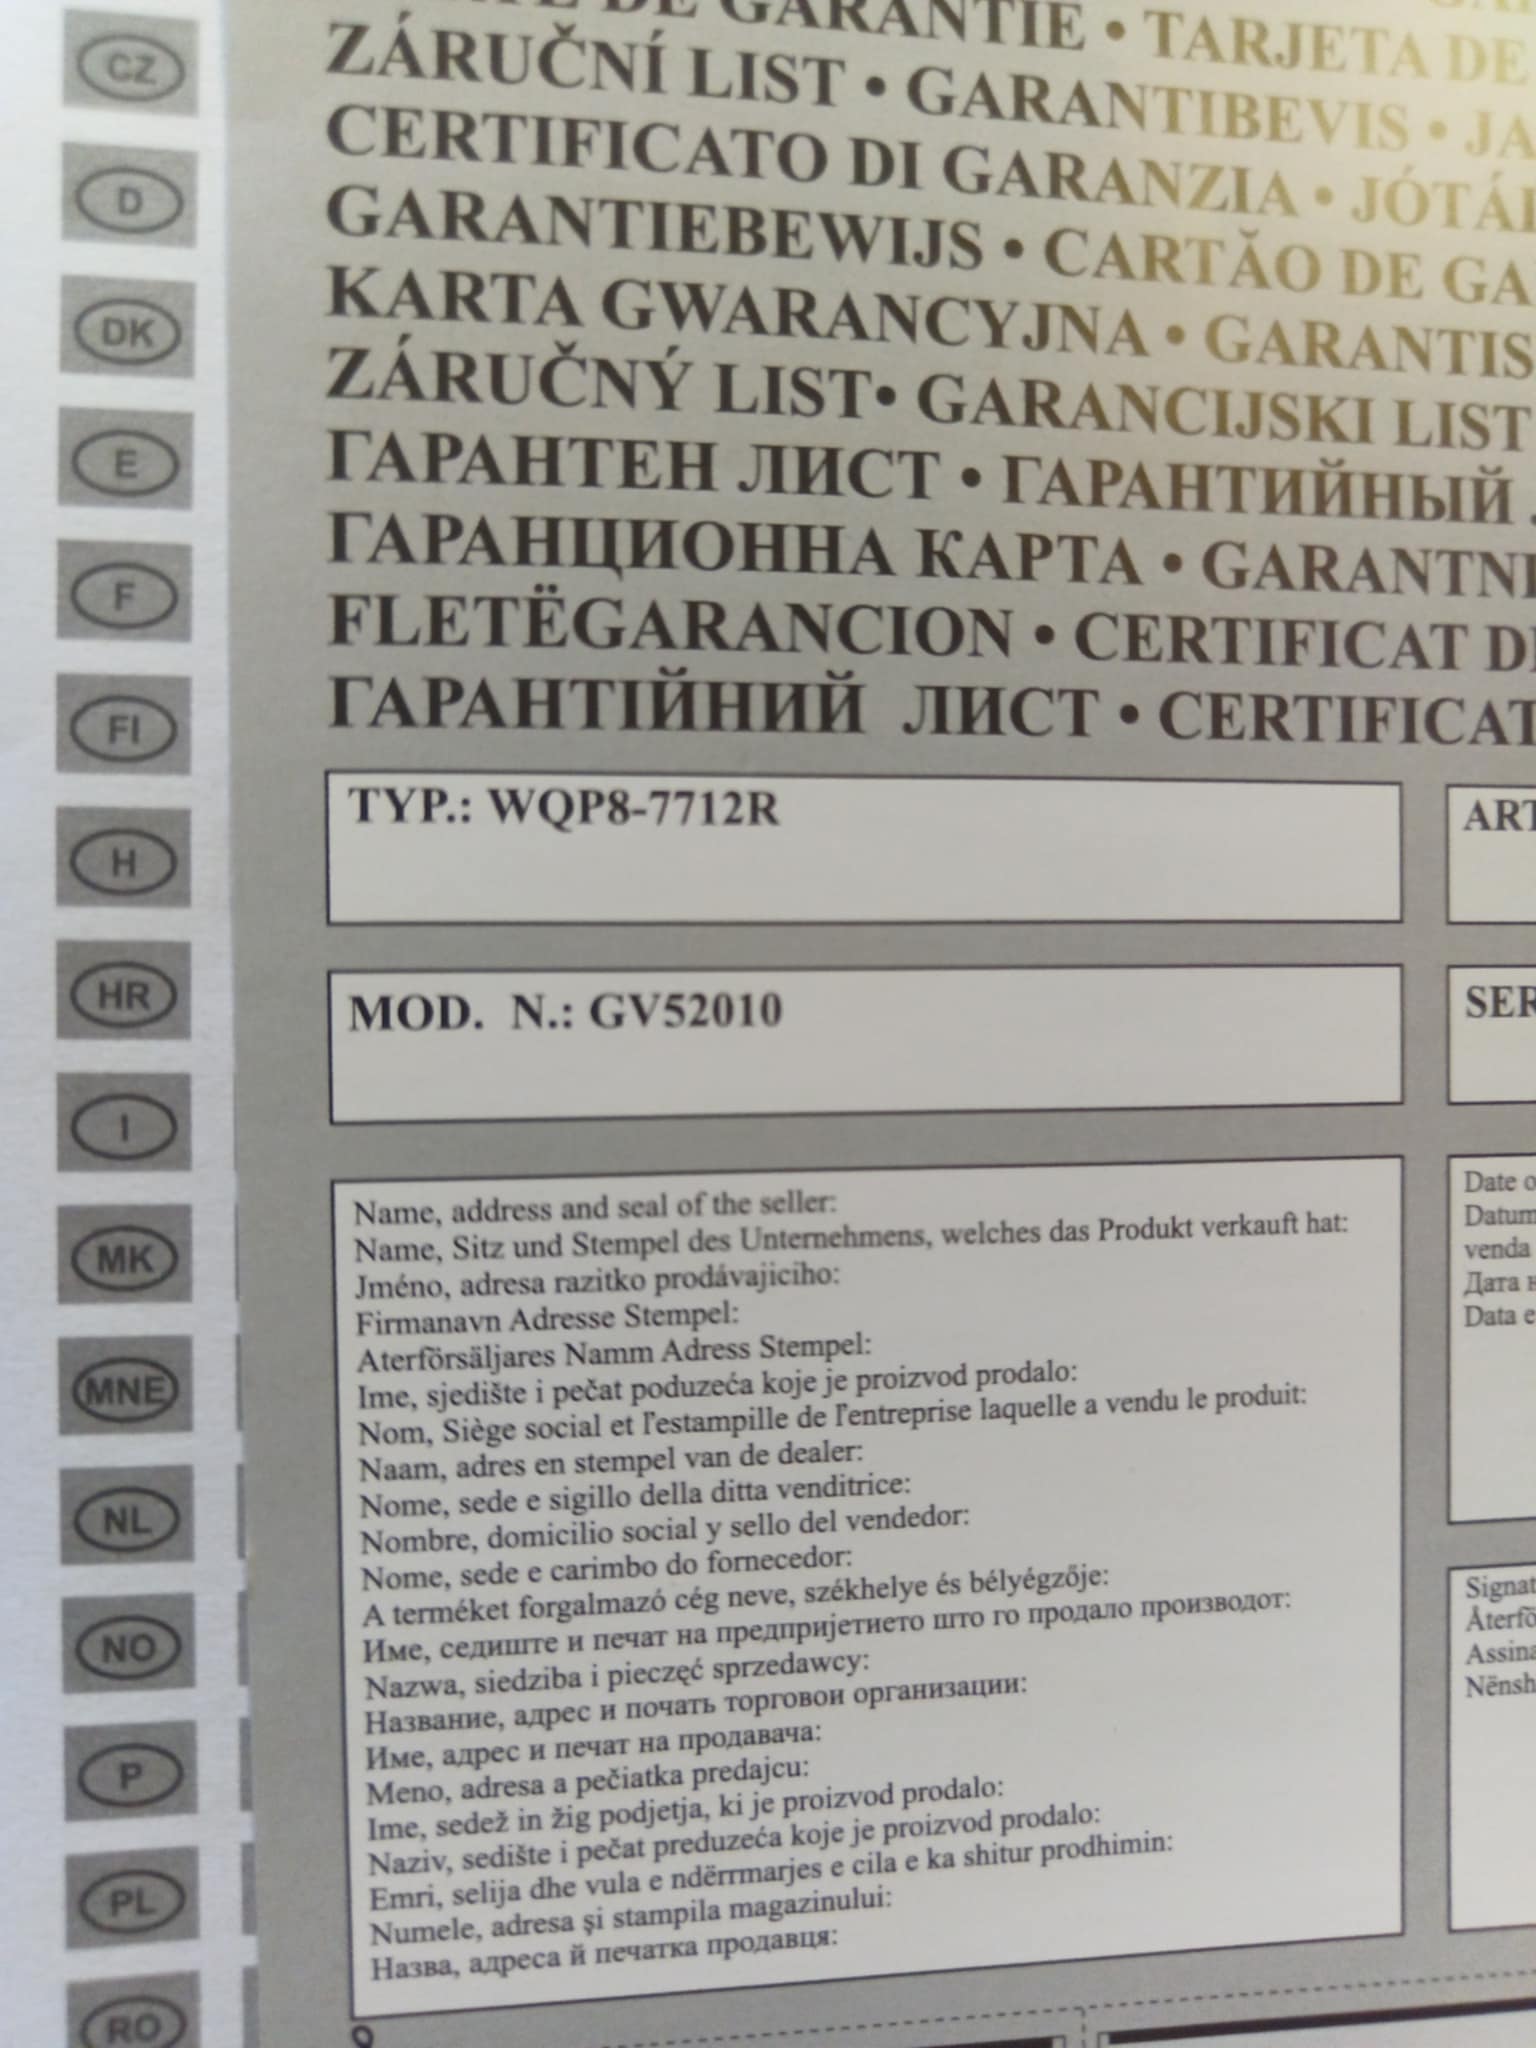 CZ
D
DK
E
F
FI
H
HR
I
MK
MNE
NL
NO
P
PL
RO
DE GARANTIE • TARJETA DE
ZÁRUČNÍ LIST • GARANTIBEVIS •
CERTIFICATO DI GARANZIA •
GARANTIEBEWIJS • CARTĂO DE
KARTA GWARANCYJNA •
ZÁRUČNÝ LIST• GARANCIJSKI LIST
ГАРАНТЕН ЛИСТ • ГАРАНТИЙНЫЙ
ГАРАНЦИОННА КАРТА •
FLETËGARANCION • CERTIFICAT
ГАРАНТІЙНИЙ ЛИСТ •
TYP.: WQP8-7712R
MOD. N.: GV52010
Name, address and seal of the seller:
Name, Sitz und Stempel des Unternehmens, welches das Produkt verkauft hat:
Jméno, adresa razitko prodávajiciho:
Firmanavn Adresse Stempel:
Aterförsäljares Namm Adress Stempel:
Ime, sjedište i pečat poduzeća koje je proizvod prodalo:
Nom, Siège social et l'estampille de l'entreprise laquelle a vendu le produit:
Naam, adres en stempel van de dealer:
Nome, sede e sigillo della ditta venditrice:
Nombre, domicilio social y sello del vendedor:
Nome, sede e carimbo do fornecedor:
A terméket forgalmazó cég neve, székhelye és bélyégzője:
Име, седиште и печат на предпријетието што го продало производот:
Nazwa, siedziba i pieczęć sprzedawcy:
Название, адрес и почать торговои организации:
Име, адрес и печат на продавача:
Meno, adresa a pečiatka predajcu:
Ime, sedež in žig podjetja, ki je proizvod prodalo:
Naziv, sedište i pečat preduzeća koje je proizvod prodalo:
Emri, selija dhe vula e ndërrmarjes e cila e ka shitur prodhimin:
Numele, adresa şi stampila magazinului:
Назва, адреса й печатка продавця:
Date
Дата
Data